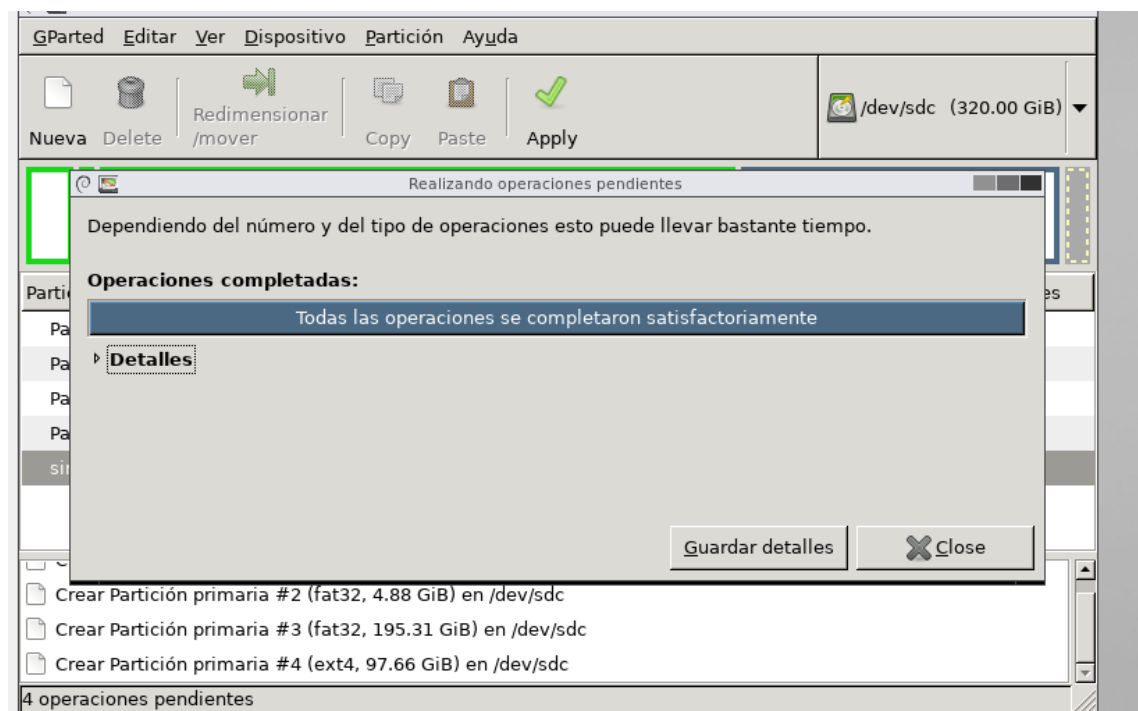 GParted Editar Ver Dispositivo Partición Ayuda
Redimensionar
/mover
Nueva Delete Copy Paste Apply
/dev/sdc (320.00 GiB)
Realizando operaciones pendientes
Dependiendo del número y del tipo de operaciones esto puede llevar bastante tiempo.
Operaciones completadas:
Todas las operaciones se completaron satisfactoriamente
Detalles
Guardar detalles Close
Crear Partición primaria #2 (fat32, 4.88 GiB) en /dev/sdc
Crear Partición primaria #3 (fat32, 195.31 GiB) en /dev/sdc
Crear Partición primaria #4 (ext4, 97.66 GiB) en /dev/sdc
4 operaciones pendientes